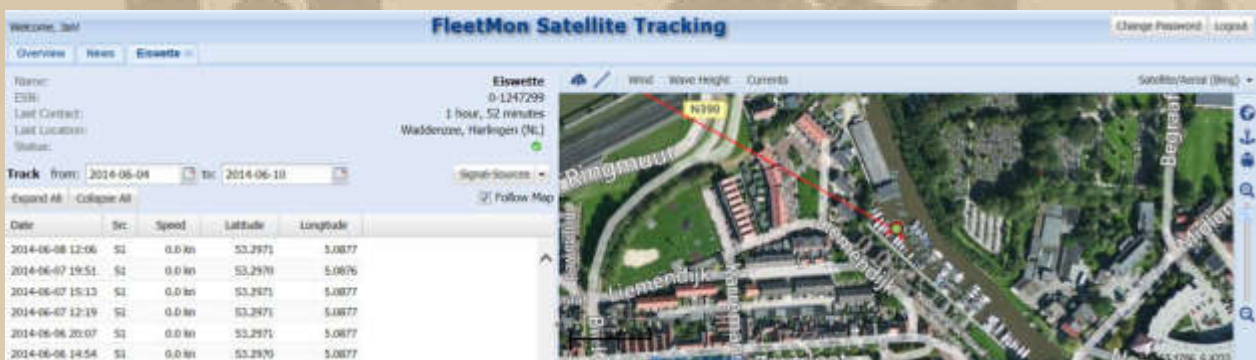 Welcome, Jan!
FleetMon Satellite Tracking
Change Password Logout
Overview News Eiswette
Name: Eiswette
ESN: 0-1247299
Last Contact: 1 hour, 52 minutes
Last Location: Waddenzee, Harlingen (NL)
Status:
Track from: 2014-06-04 to: 2014-06-10 Signal-Sources
Expand All Collapse All Follow Map
Date Src Speed Latitude Longitude
2014-06-08 12:06 S1 0.0 kn 53.2971 5.0877
2014-06-07 19:51 S1 0.0 kn 53.2970 5.0876
2014-06-07 15:13 S1 0.0 kn 53.2971 5.0877
2014-06-07 12:19 S1 0.0 kn 53.2971 5.0877
2014-06-06 20:07 S1 0.0 kn 53.2971 5.0877
2014-06-06 14:54 S1 0.0 kn 53.2970 5.0877
Wind Wave Height Currents Satellite/Aerial (Bing)
N390
Ringmuur
Liemendijk